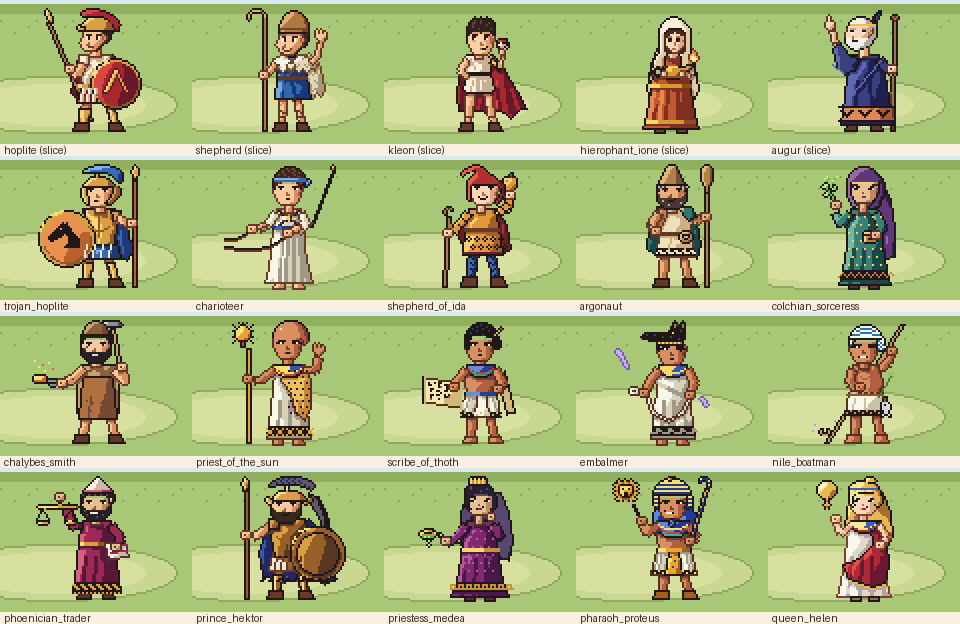 hoplite (slice)
shepherd (slice)
kleon (slice)
hierophant_ione (slice)
augur (slice)
trojan_hoplite
charioteer
shepherd_of_ida
argonaut
colchian_sorceress
chalybes_smith
priest_of_the_sun
scribe_of_thoth
embalmer
nile_boatman
phoenician_trader
prince_hektor
priestess_medea
pharaoh_proteus
queen_helen